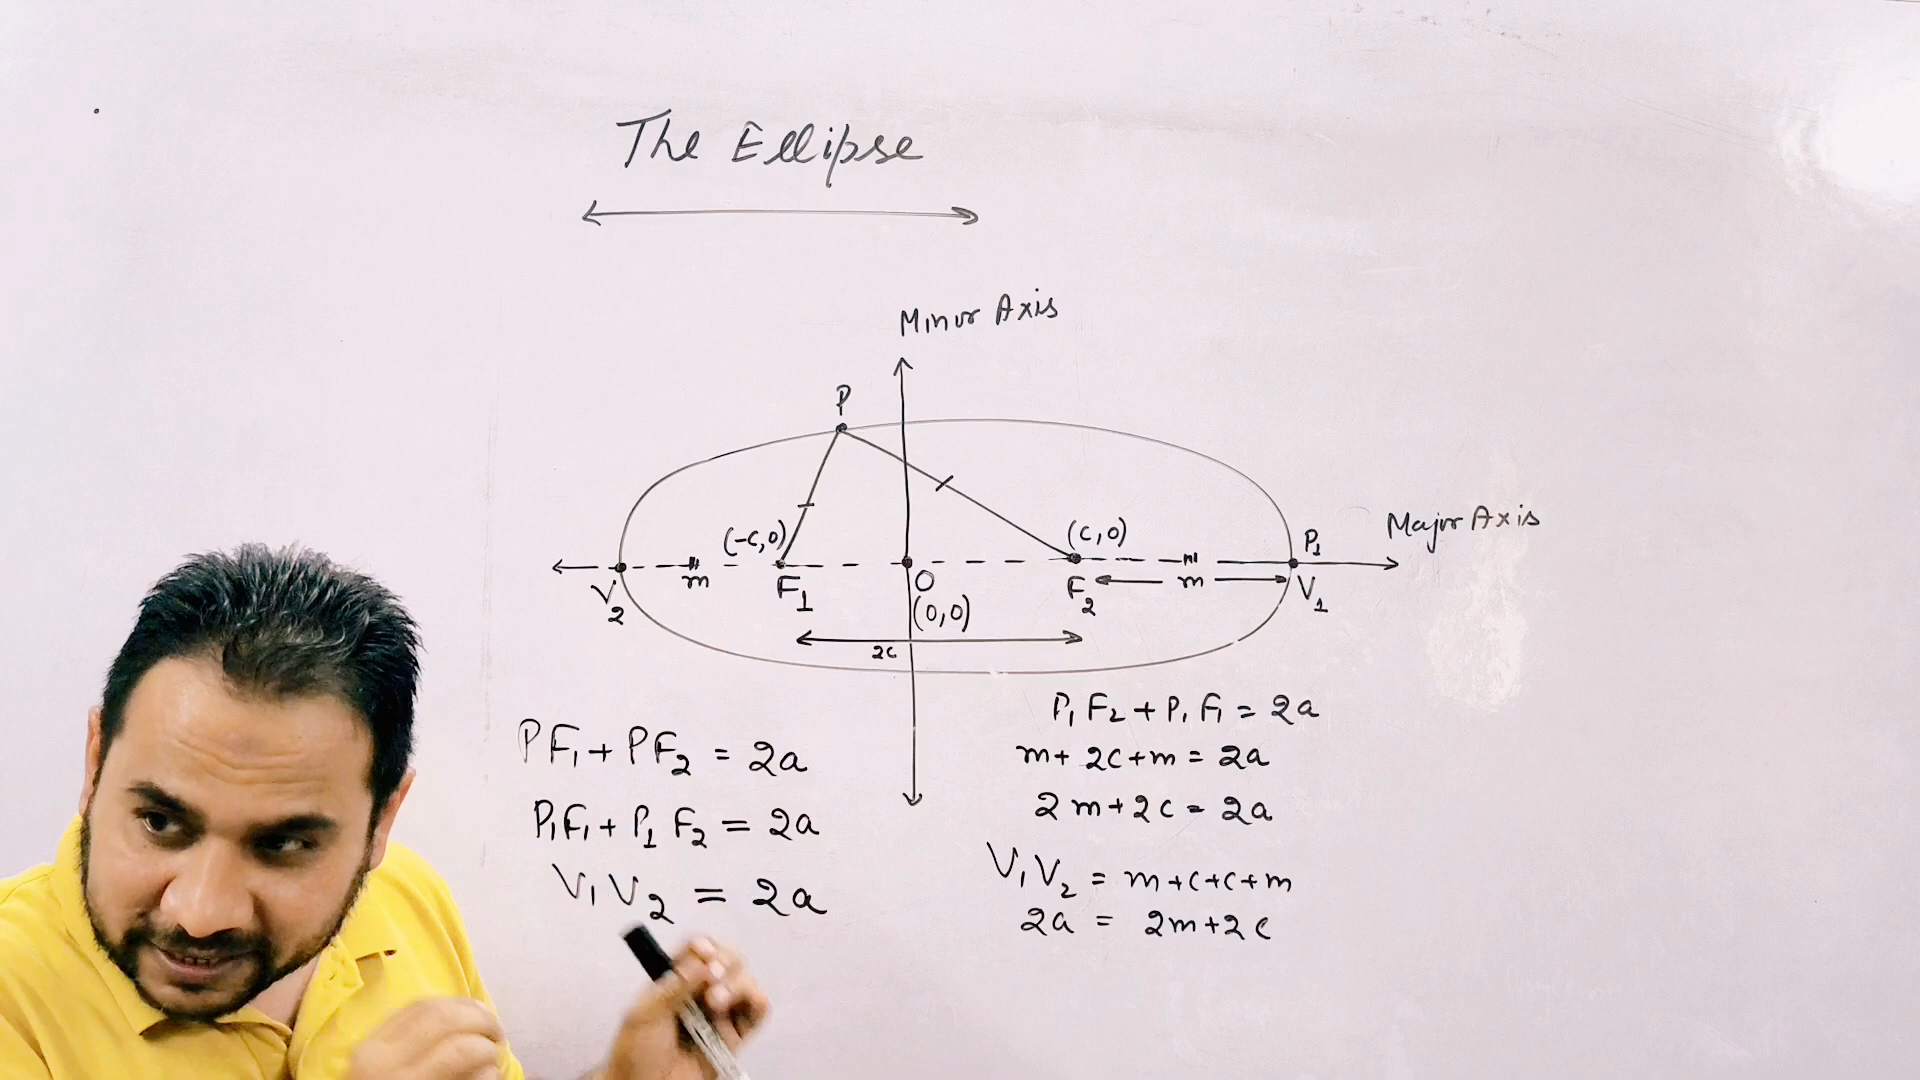 The Ellipse
Minor Axis
P
Major Axis
P₁
(-c,0)
(c,0)
V₂
m
F₁
O
F₂
m
V₁
(0,0)
2c
PF₁ + PF₂ = 2a
P₁F₁ + P₁F₂ = 2a
V₁V₂ = 2a
P₁F₂ + P₁F₁ = 2a
m + 2c + m = 2a
2m + 2c = 2a
V₁V₂ = m + c + c + m
2a = 2m + 2c